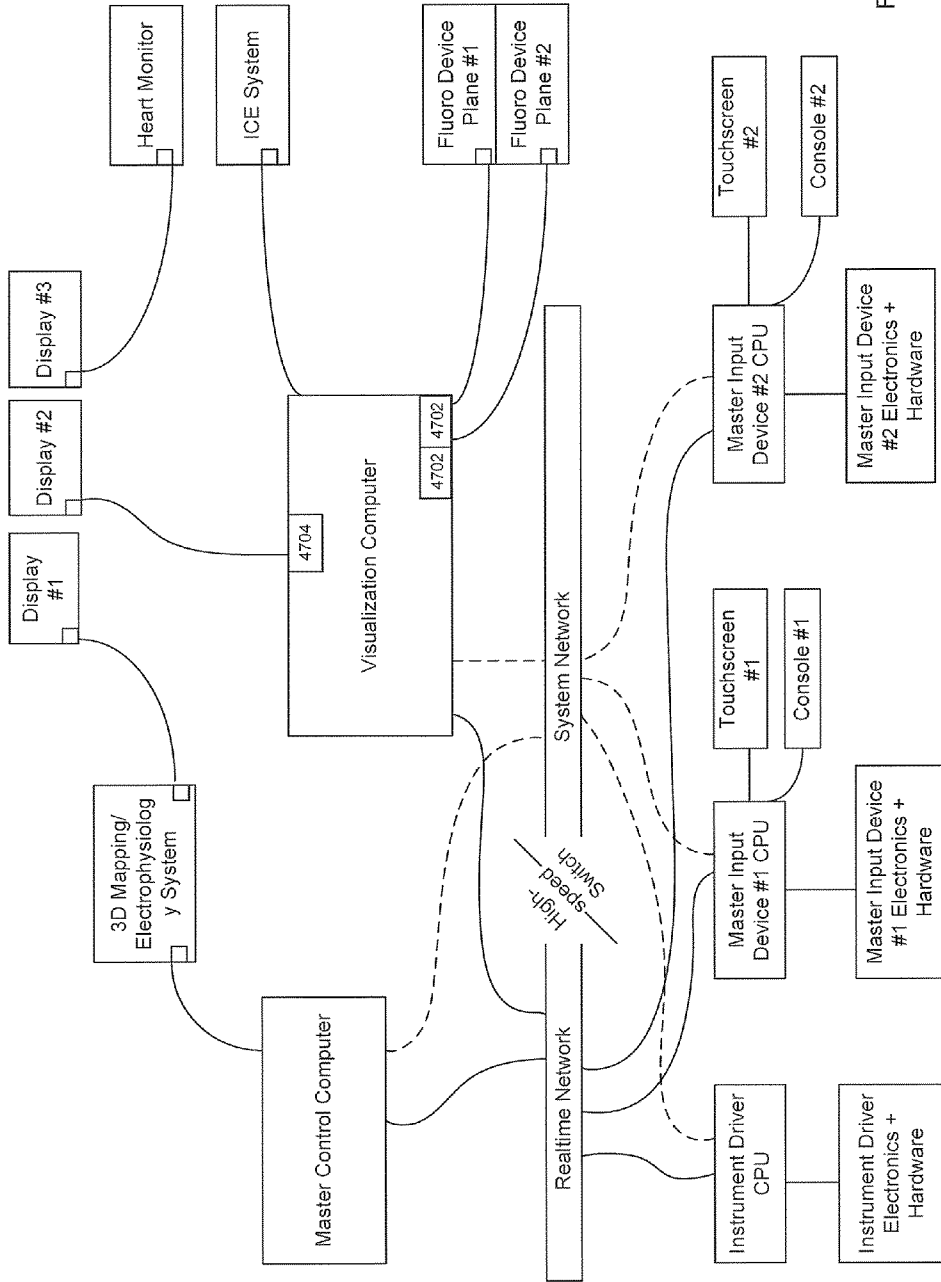 Display
#1
Display #2
Display #3
Heart Monitor
ICE System
3D Mapping/
Electrophysiolog
y System
4704
Visualization Computer
4702
4702
Fluoro Device
Plane #1
Fluoro Device
Plane #2
Master Control Computer
Realtime Network
High-
speed
Switch
System Network
Instrument Driver
CPU
Instrument Driver
Electronics +
Hardware
Master Input
Device #1 CPU
Touchscreen
#1
Console #1
Master Input Device
#1 Electronics +
Hardware
Master Input
Device #2 CPU
Touchscreen
#2
Console #2
Master Input Device
#2 Electronics +
Hardware
F